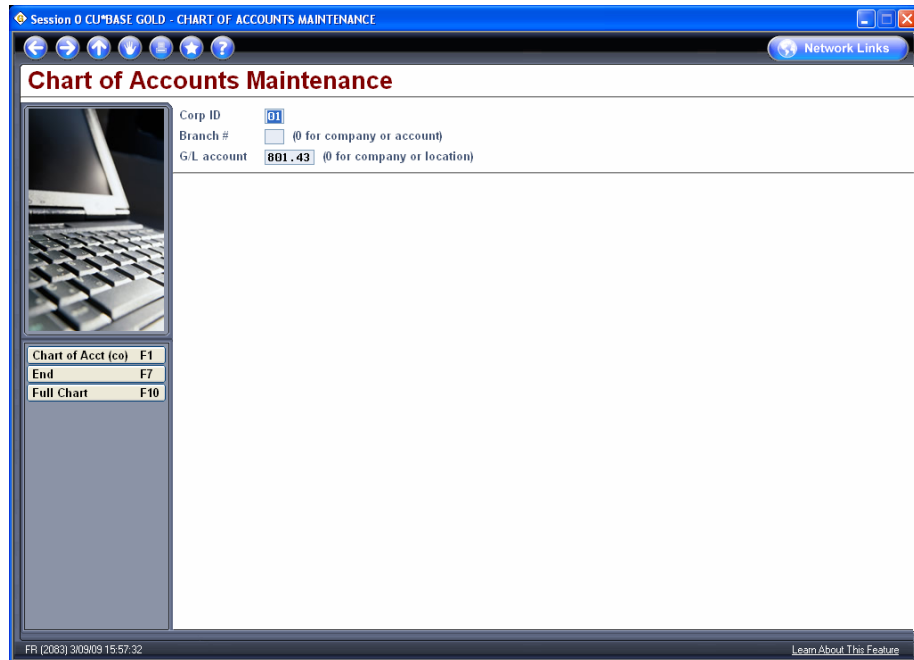 Session 0 CU*BASE GOLD - CHART OF ACCOUNTS MAINTENANCE
Network Links
Chart of Accounts Maintenance
Corp ID 01
Branch # (0 for company or account)
G/L account 801.43 (0 for company or location)
Chart of Acct (co) F1
End F7
Full Chart F10
FR (2083) 3/09/09 15:57:32
Learn About This Feature